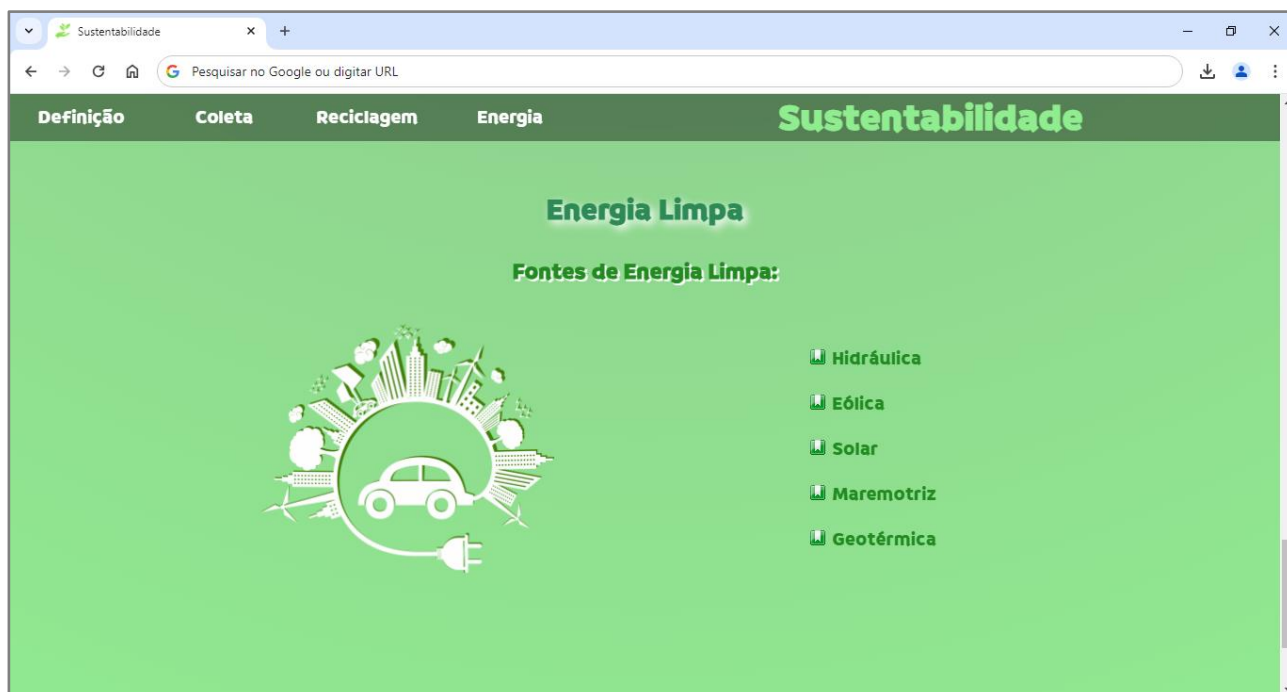 Sustentabilidade
Pesquisar no Google ou digitar URL
Definição Coleta Reciclagem Energia Sustentabilidade
Energia Limpa
Fontes de Energia Limpa:
Hidráulica
Eólica
Solar
Maremotriz
Geotérmica